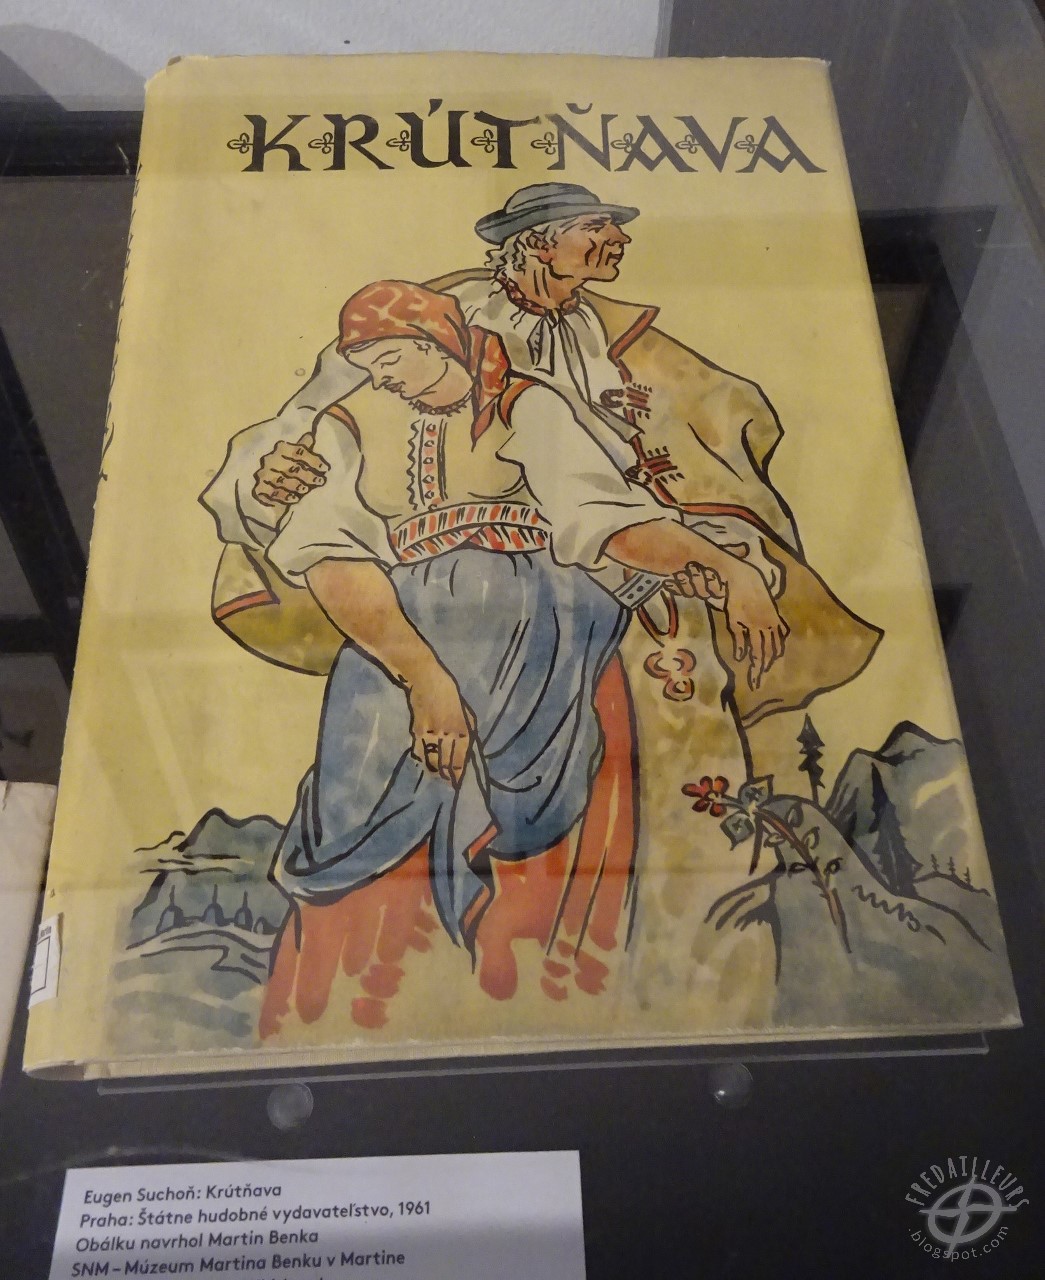 KRÚTŇAVA
Eugen Suchoň: Krútňava
Praha: Štátne hudobné vydavateľstvo, 1961
Obálku navrhol Martin Benka
SNM – Múzeum Martina Benku v Martine
FREDAILLEURS
.blogspot.com